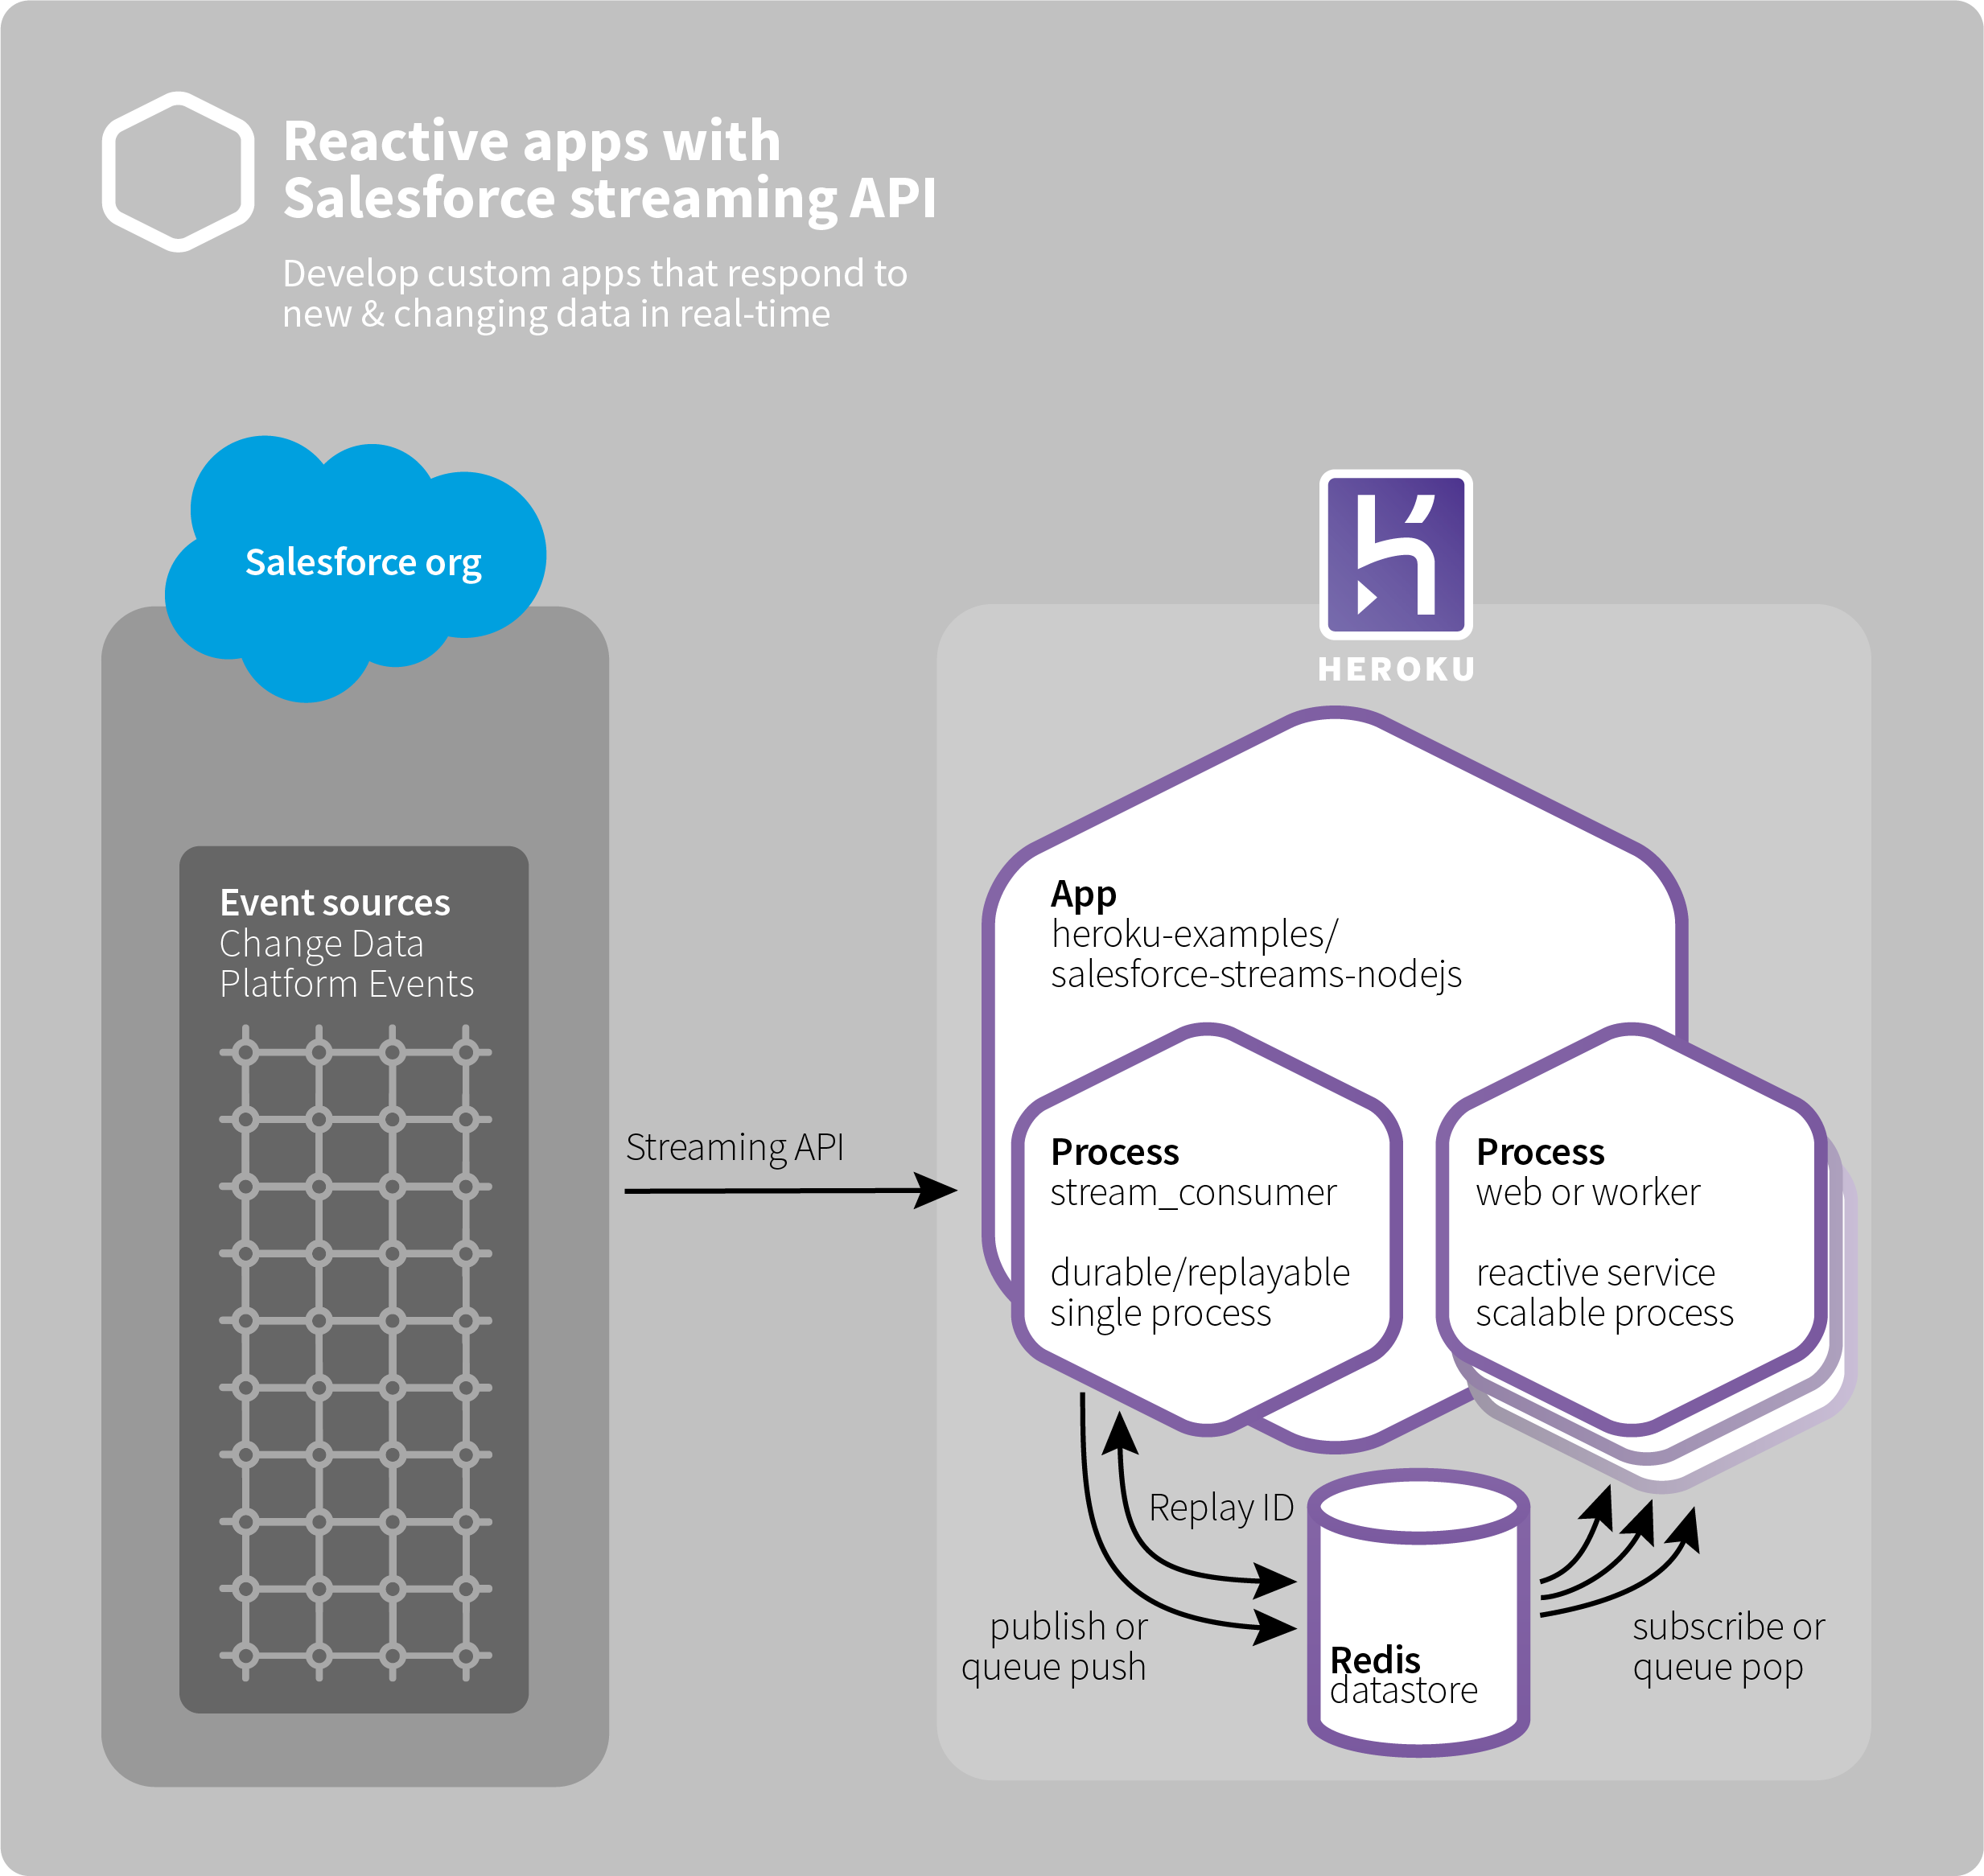 Reactive apps with
Salesforce streaming API
Develop custom apps that respond to
new & changing data in real-time
Salesforce org
HEROKU
Event sources
Change Data
Platform Events
Streaming API
App
heroku-examples/
salesforce-streams-nodejs
Process
stream_consumer
durable/replayable
single process
Process
web or worker
reactive service
scalable process
Replay ID
publish or
queue push
Redis
datastore
subscribe or
queue pop